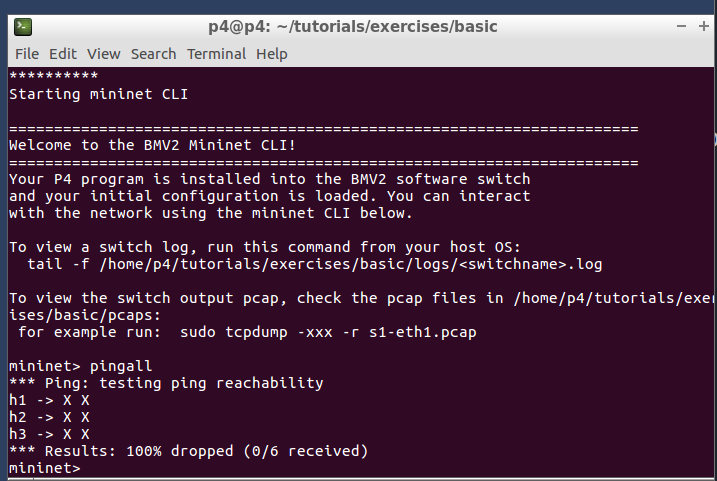 p4@p4: ~/tutorials/exercises/basic
File Edit View Search Terminal Help
**********
Starting mininet CLI
======================================================================
Welcome to the BMV2 Mininet CLI!
======================================================================
Your P4 program is installed into the BMV2 software switch
and your initial configuration is loaded. You can interact
with the network using the mininet CLI below.
To view a switch log, run this command from your host OS:
  tail -f /home/p4/tutorials/exercises/basic/logs/<switchname>.log
To view the switch output pcap, check the pcap files in /home/p4/tutorials/exer
ises/basic/pcaps:
 for example run:  sudo tcpdump -xxx -r s1-eth1.pcap
mininet> pingall
*** Ping: testing ping reachability
h1 -> X X
h2 -> X X
h3 -> X X
*** Results: 100% dropped (0/6 received)
mininet>